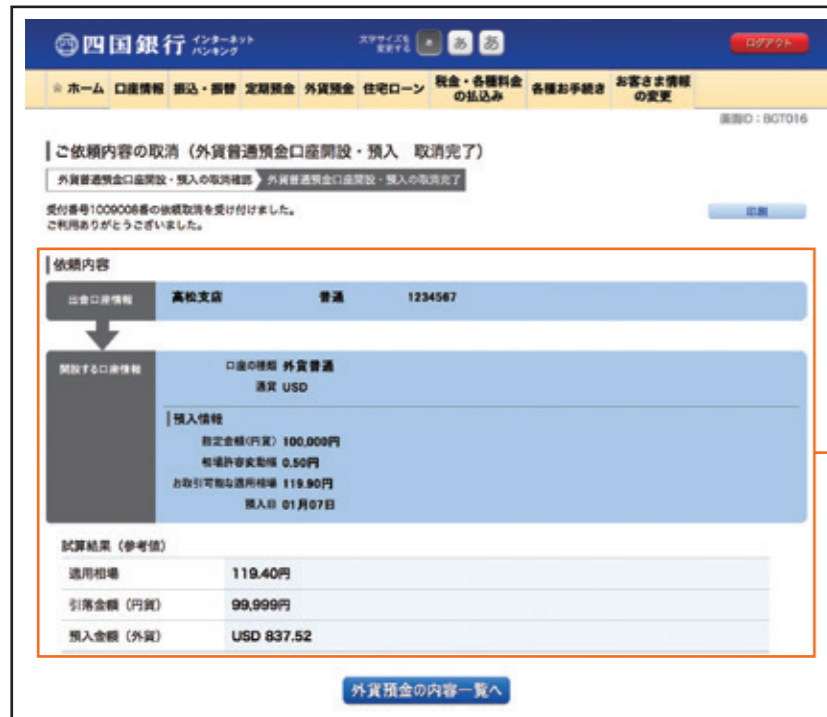 四国銀行 インターネット バンキング
文字サイズを変更する あ あ あ
ログアウト
ホーム 口座情報 振込・振替 定期預金 外貨預金 住宅ローン 税金・各種料金の払込み 各種お手続き お客さま情報の変更
画面ID：BGT016
ご依頼内容の取消（外貨普通預金口座開設・預入　取消完了）
外貨普通預金口座開設・預入の取消確認 外貨普通預金口座開設・預入の取消完了
受付番号1009008番の依頼取消を受け付けました。
ご利用ありがとうございました。
印刷
依頼内容
出金口座情報 高松支店 普通 1234567
開設する口座情報
口座の種類 外貨普通
通貨 USD
預入情報
指定金額(円貨) 100,000円
相場許容変動幅 0.50円
お取引可能な適用相場 119.90円
預入日 01月07日
試算結果（参考値）
適用相場 119.40円
引落金額（円貨） 99,999円
預入金額（外貨） USD 837.52
外貨預金の内容一覧へ